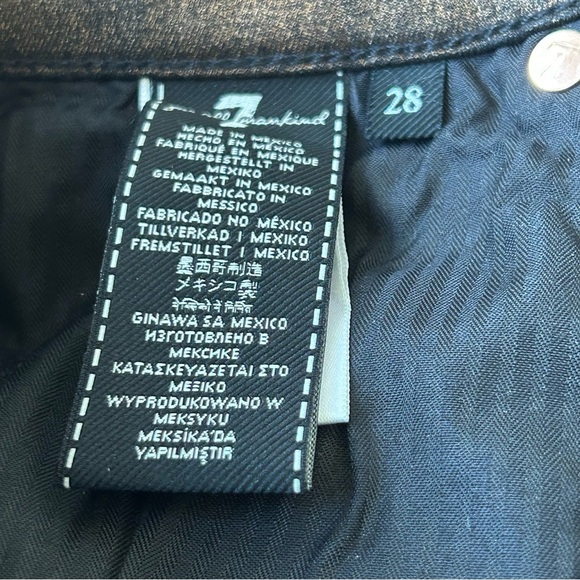 7 mankind
28
MADE IN MEXICO
HECHO EN MÉXICO
FABRIQUÉ EN MEXIQUE
HERGESTELLT IN
MEXICO
GEMAAKT IN MEXICO
FABBRICATO IN
MESSICO
FABRICADO NO MÉXICO
TILLVERKAD I MEXIKO
FREMSTILLET I MEXICO
墨西哥制造
メキシコ製
GINAWA SA MEXICO
ИЗГОТОВЛЕНО В
МЕКСИКЕ
ΚΑΤΑΣΚΕΥΑΖΕΤΑΙ ΣΤΟ
ΜΕΞΙΚΟ
WYPRODUKOWANO W
MEKSYKU
MEKSİKA'DA
YAPILMIŞTIR